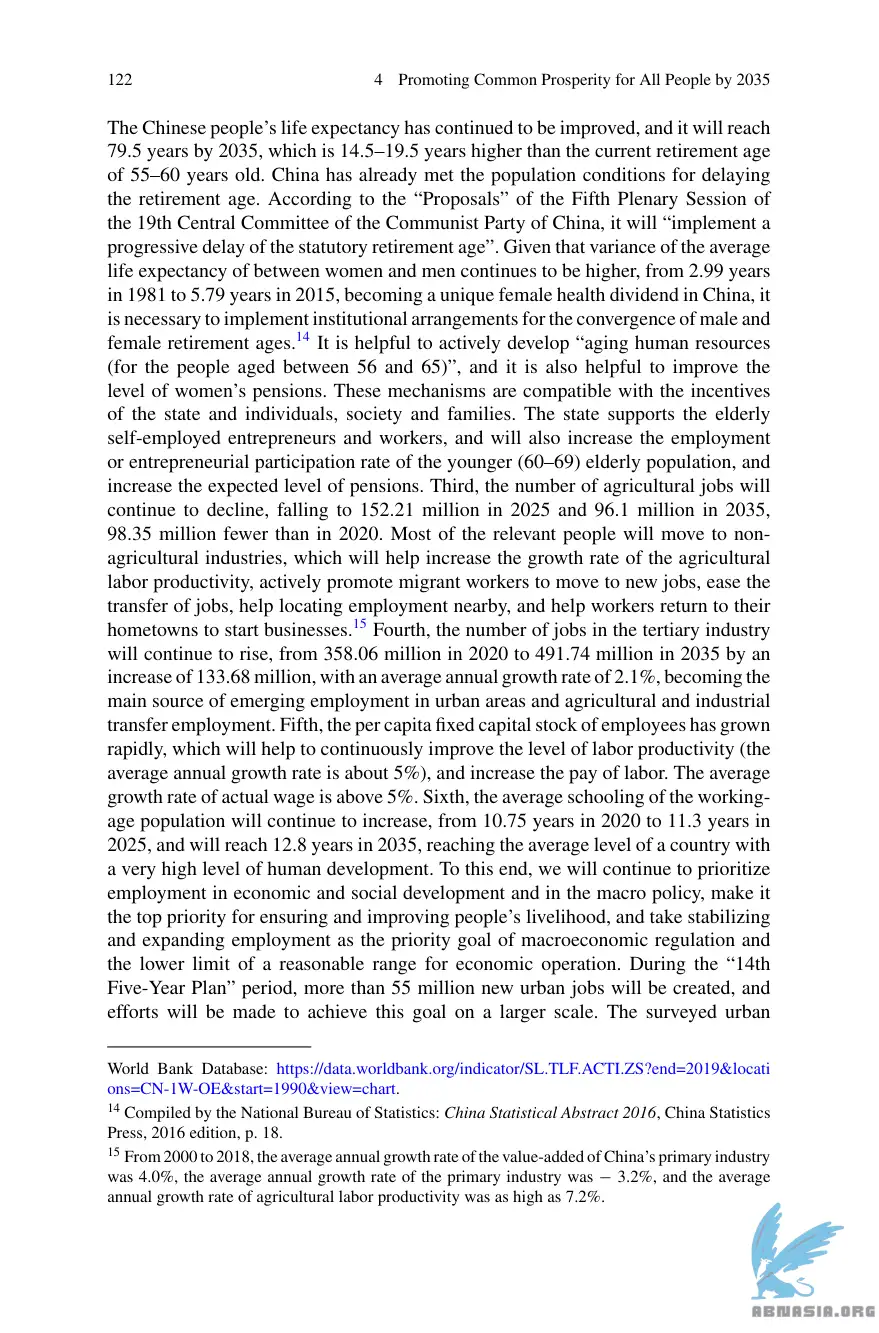 122 4 Promoting Common Prosperity for All People by 2035
The Chinese people’s life expectancy has continued to be improved, and it will reach
79.5 years by 2035, which is 14.5–19.5 years higher than the current retirement age
of 55–60 years old. China has already met the population conditions for delaying
the retirement age. According to the “Proposals” of the Fifth Plenary Session of
the 19th Central Committee of the Communist Party of China, it will “implement a
progressive delay of the statutory retirement age”. Given that variance of the average
life expectancy of between women and men continues to be higher, from 2.99 years
in 1981 to 5.79 years in 2015, becoming a unique female health dividend in China, it
is necessary to implement institutional arrangements for the convergence of male and
female retirement ages.14 It is helpful to actively develop “aging human resources
(for the people aged between 56 and 65)”, and it is also helpful to improve the
level of women’s pensions. These mechanisms are compatible with the incentives
of the state and individuals, society and families. The state supports the elderly
self-employed entrepreneurs and workers, and will also increase the employment
or entrepreneurial participation rate of the younger (60–69) elderly population, and
increase the expected level of pensions. Third, the number of agricultural jobs will
continue to decline, falling to 152.21 million in 2025 and 96.1 million in 2035,
98.35 million fewer than in 2020. Most of the relevant people will move to non-
agricultural industries, which will help increase the growth rate of the agricultural
labor productivity, actively promote migrant workers to move to new jobs, ease the
transfer of jobs, help locating employment nearby, and help workers return to their
hometowns to start businesses.15 Fourth, the number of jobs in the tertiary industry
will continue to rise, from 358.06 million in 2020 to 491.74 million in 2035 by an
increase of 133.68 million, with an average annual growth rate of 2.1%, becoming the
main source of emerging employment in urban areas and agricultural and industrial
transfer employment. Fifth, the per capita fixed capital stock of employees has grown
rapidly, which will help to continuously improve the level of labor productivity (the
average annual growth rate is about 5%), and increase the pay of labor. The average
growth rate of actual wage is above 5%. Sixth, the average schooling of the working-
age population will continue to increase, from 10.75 years in 2020 to 11.3 years in
2025, and will reach 12.8 years in 2035, reaching the average level of a country with
a very high level of human development. To this end, we will continue to prioritize
employment in economic and social development and in the macro policy, make it
the top priority for ensuring and improving people’s livelihood, and take stabilizing
and expanding employment as the priority goal of macroeconomic regulation and
the lower limit of a reasonable range for economic operation. During the “14th
Five-Year Plan” period, more than 55 million new urban jobs will be created, and
efforts will be made to achieve this goal on a larger scale. The surveyed urban
World Bank Database: https://data.worldbank.org/indicator/SL.TLF.ACTI.ZS?end=2019&locati
ons=CN-1W-OE&start=1990&view=chart.
14 Compiled by the National Bureau of Statistics: China Statistical Abstract 2016, China Statistics
Press, 2016 edition, p. 18.
15 From 2000 to 2018, the average annual growth rate of the value-added of China’s primary industry
was 4.0%, the average annual growth rate of the primary industry was − 3.2%, and the average
annual growth rate of agricultural labor productivity was as high as 7.2%.
ABNASIA.ORG